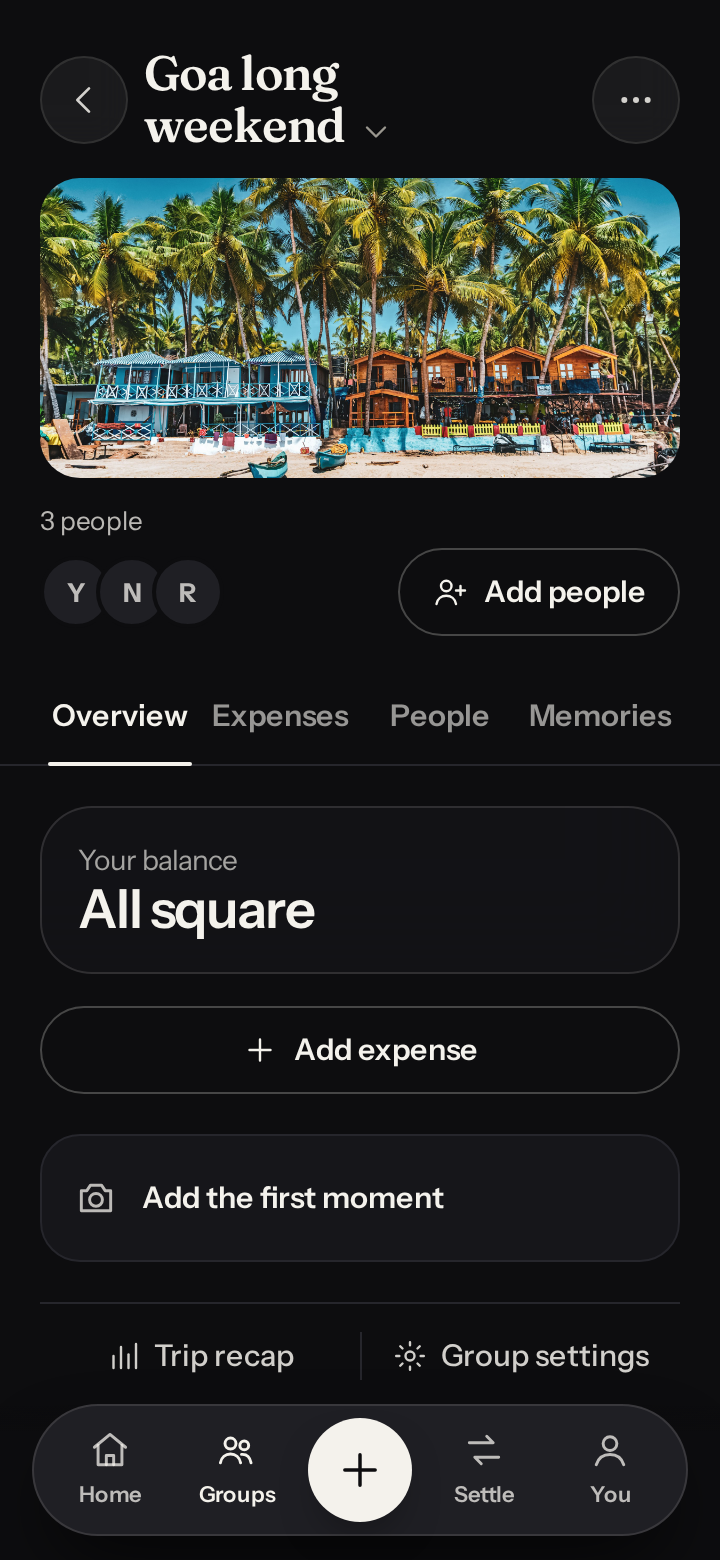 Goa long
weekend
3 people
Y N R
Add people
Overview Expenses People Memories
Your balance
All square
Add expense
Add the first moment
Trip recap
Group settings
Home Groups Settle You